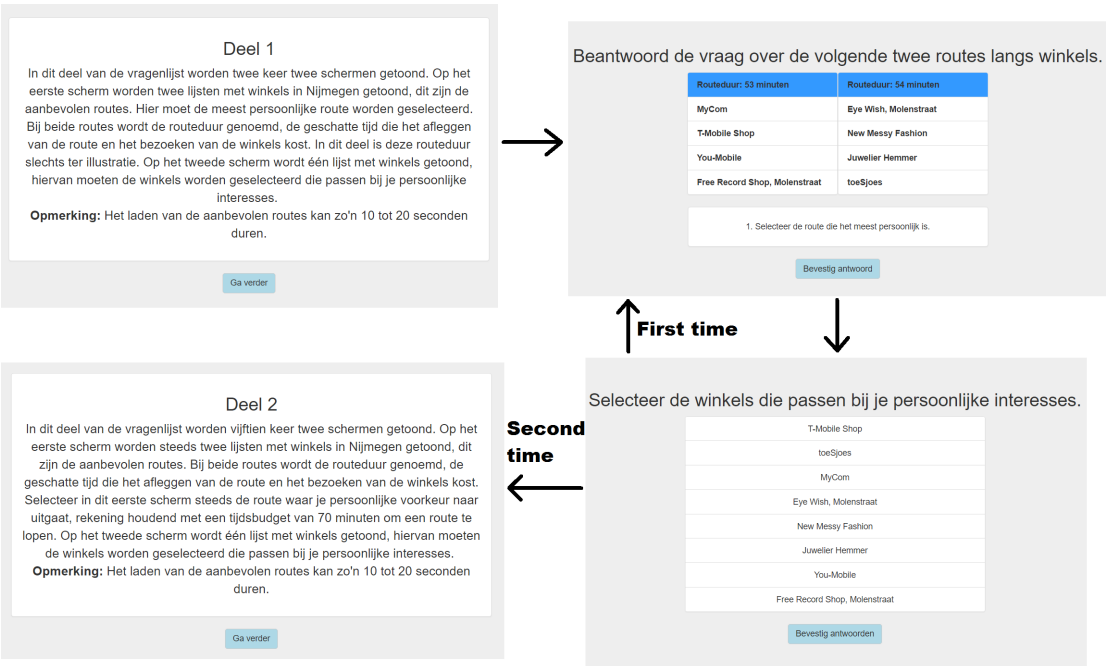 Deel 1
In dit deel van de vragenlijst worden twee keer twee schermen getoond. Op het
eerste scherm worden twee lijsten met winkels in Nijmegen getoond, dit zijn de
aanbevolen routes. Hier moet de meest persoonlijke route worden geselecteerd.
Bij beide routes wordt de routeduur genoemd, de geschatte tijd die het afleggen
van de route en het bezoeken van de winkels kost. In dit deel is deze routeduur
slechts ter illustratie. Op het tweede scherm wordt één lijst met winkels getoond,
hiervan moeten de winkels worden geselecteerd die passen bij je persoonlijke
interesses.
Opmerking: Het laden van de aanbevolen routes kan zo'n 10 tot 20 seconden
duren.
Ga verder
Beantwoord de vraag over de volgende twee routes langs winkels.
Routeduur: 53 minuten Routeduur: 54 minuten
MyCom Eye Wish, Molenstraat
T-Mobile Shop New Messy Fashion
You-Mobile Juwelier Hemmer
Free Record Shop, Molenstraat toeSjoes
1. Selecteer de route die het meest persoonlijk is.
Bevestig antwoord
First time
Selecteer de winkels die passen bij je persoonlijke interesses.
T-Mobile Shop
toeSjoes
MyCom
Eye Wish, Molenstraat
New Messy Fashion
Juwelier Hemmer
You-Mobile
Free Record Shop, Molenstraat
Bevestig antwoorden
Second
time
Deel 2
In dit deel van de vragenlijst worden vijftien keer twee schermen getoond. Op het
eerste scherm worden steeds twee lijsten met winkels in Nijmegen getoond, dit
zijn de aanbevolen routes. Bij beide routes wordt de routeduur genoemd, de
geschatte tijd die het afleggen van de route en het bezoeken van de winkels kost.
Selecteer in dit eerste scherm steeds de route waar je persoonlijke voorkeur naar
uitgaat, rekening houdend met een tijdsbudget van 70 minuten om een route te
lopen. Op het tweede scherm wordt één lijst met winkels getoond, hiervan moeten
de winkels worden geselecteerd die passen bij je persoonlijke interesses.
Opmerking: Het laden van de aanbevolen routes kan zo'n 10 tot 20 seconden
duren.
Ga verder